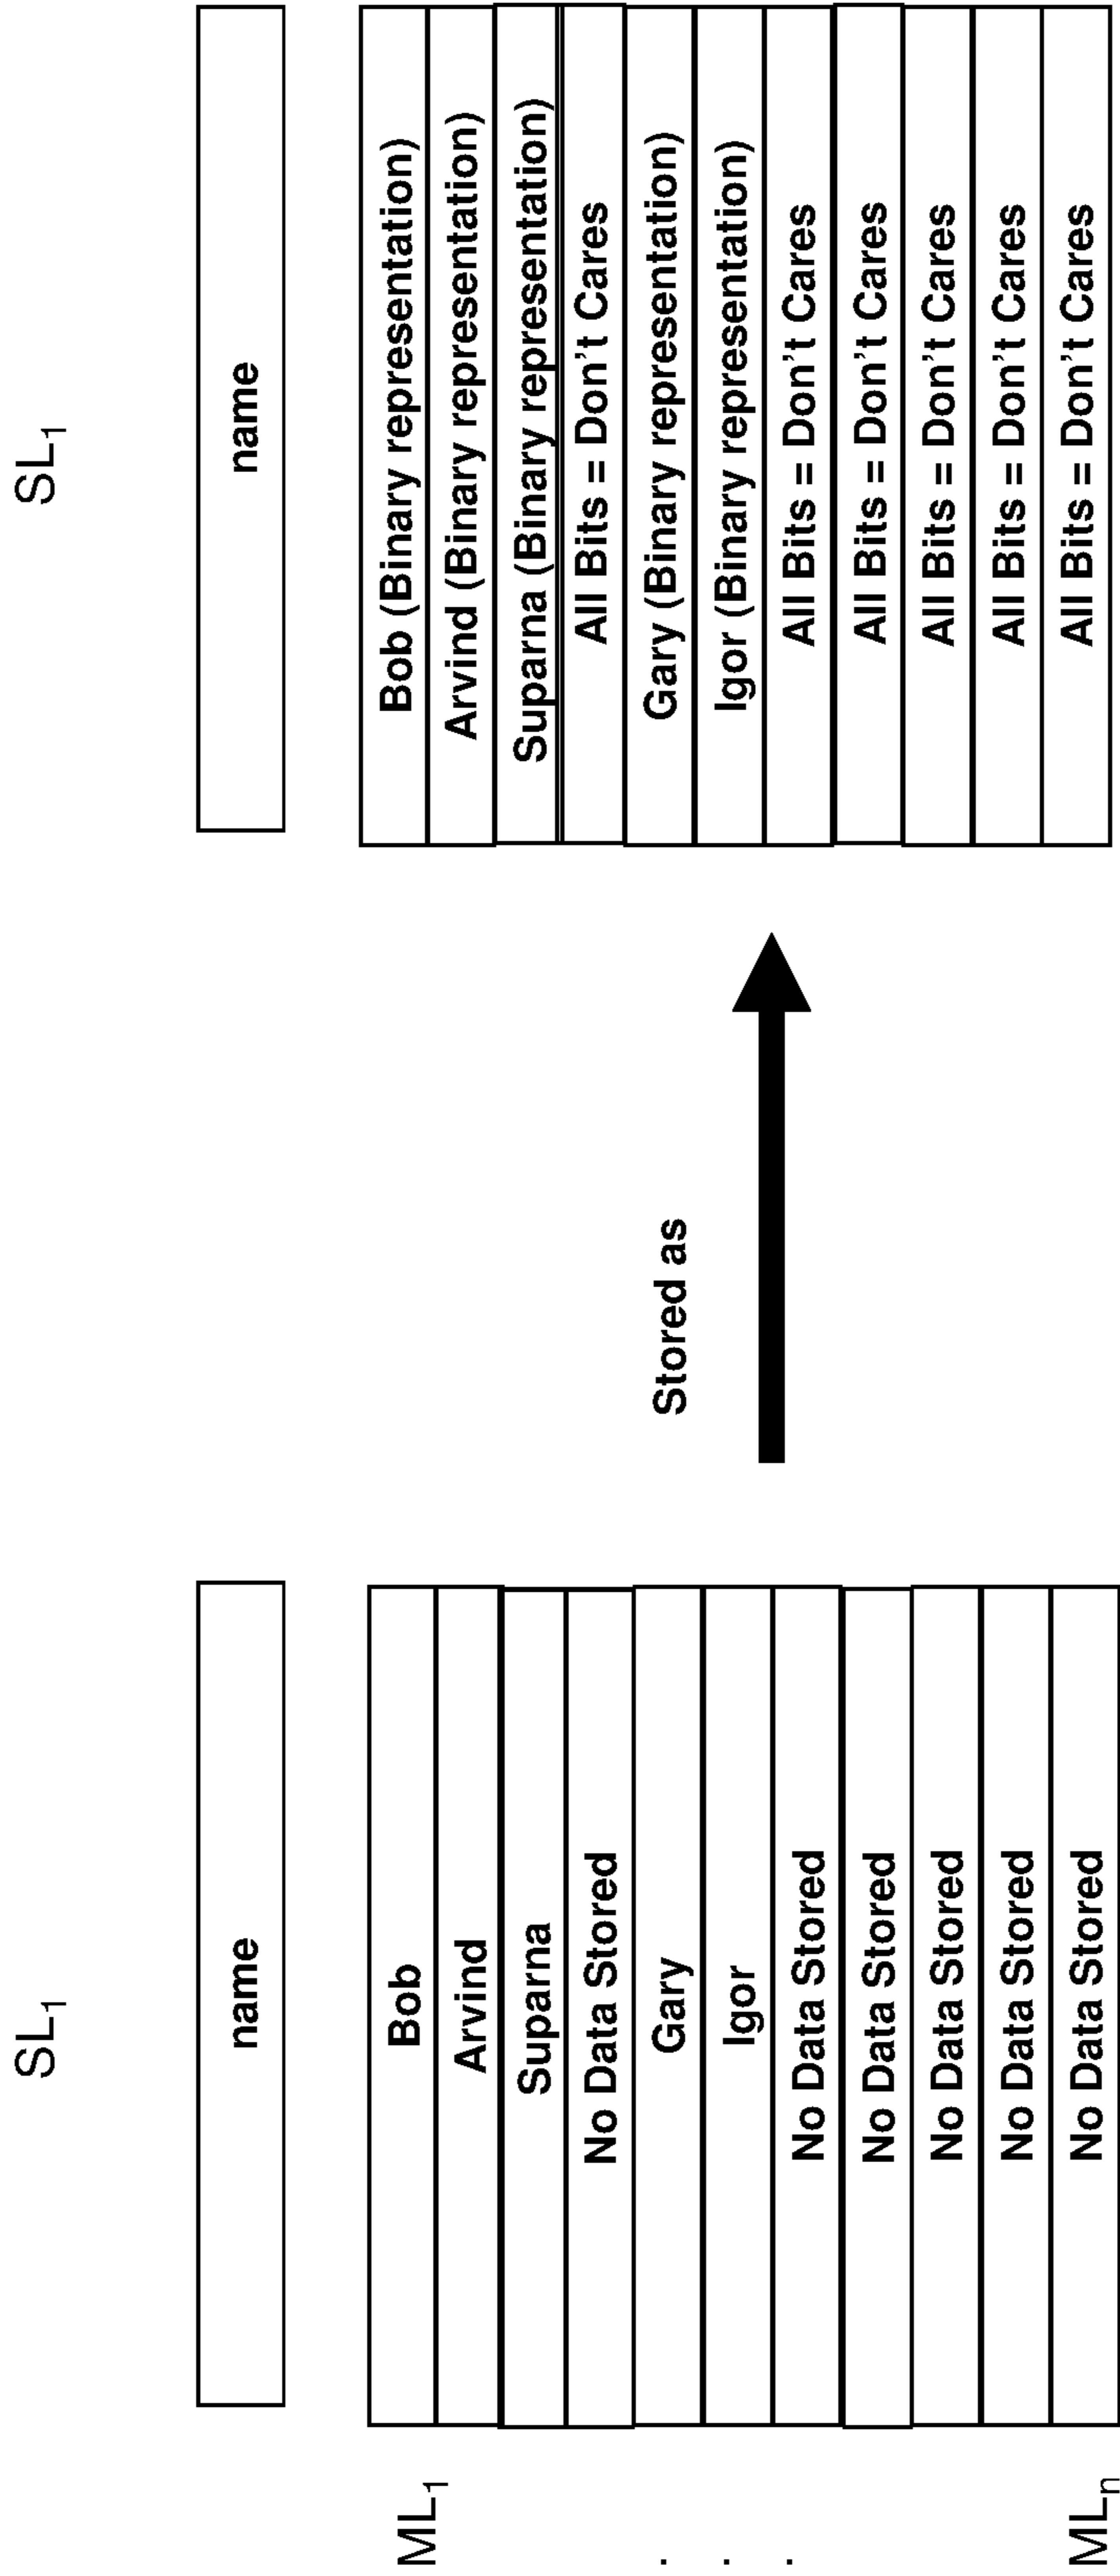 SL₁
name
ML₁
Bob
Arvind
Suparna
No Data Stored
Gary
Igor
No Data Stored
No Data Stored
No Data Stored
No Data Stored
MLₙ
No Data Stored
.
.
.
Stored as
SL₁
name
Bob (Binary representation)
Arvind (Binary representation)
Suparna (Binary representation)
All Bits = Don't Cares
Gary (Binary representation)
Igor (Binary representation)
All Bits = Don't Cares
All Bits = Don't Cares
All Bits = Don't Cares
All Bits = Don't Cares
All Bits = Don't Cares